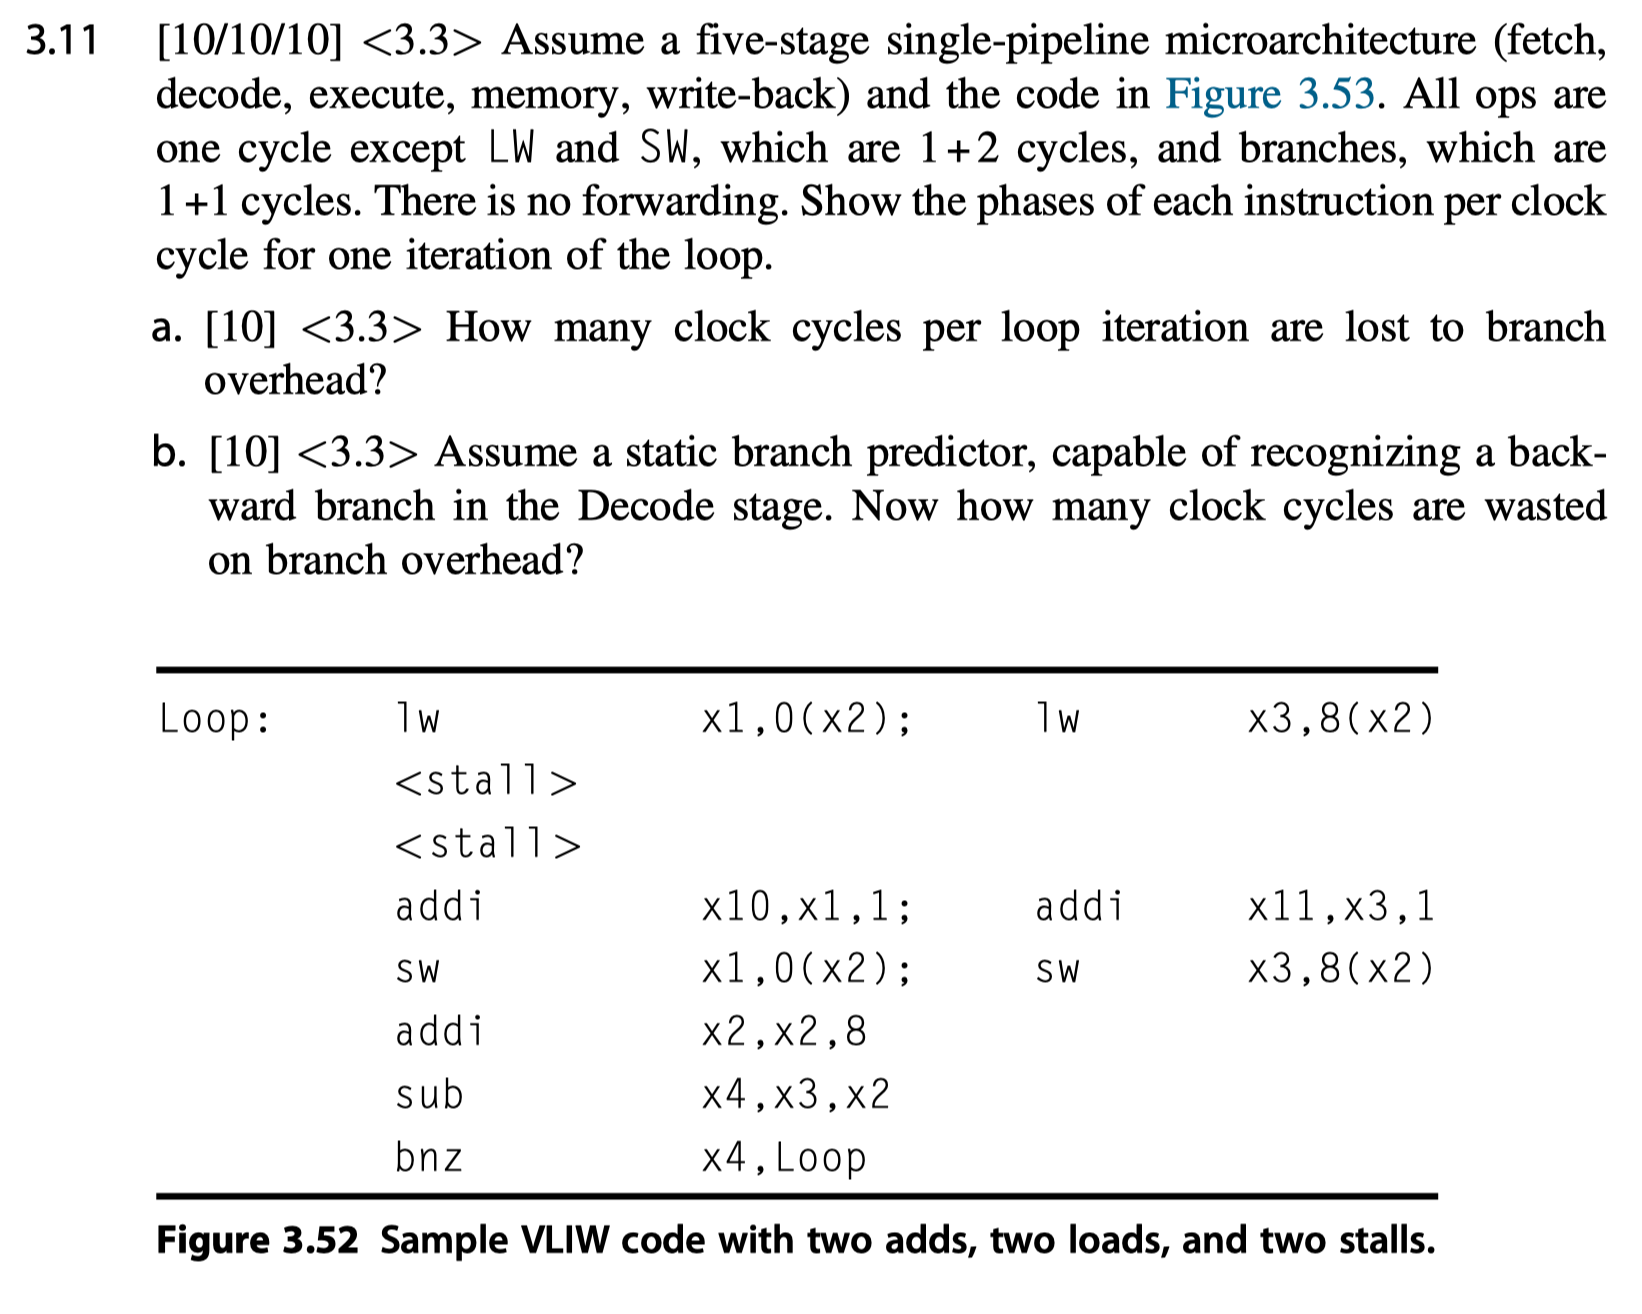 3.11 [10/10/10] <3.3> Assume a five-stage single-pipeline microarchitecture (fetch,
decode, execute, memory, write-back) and the code in Figure 3.53. All ops are
one cycle except LW and SW, which are 1+2 cycles, and branches, which are
1+1 cycles. There is no forwarding. Show the phases of each instruction per clock
cycle for one iteration of the loop.
a. [10] <3.3> How many clock cycles per loop iteration are lost to branch
overhead?
b. [10] <3.3> Assume a static branch predictor, capable of recognizing a back-
ward branch in the Decode stage. Now how many clock cycles are wasted
on branch overhead?
Loop: lw x1,0(x2); lw x3,8(x2)
<stall>
<stall>
addi x10,x1,1; addi x11,x3,1
sw x1,0(x2); sw x3,8(x2)
addi x2,x2,8
sub x4,x3,x2
bnz x4,Loop
Figure 3.52 Sample VLIW code with two adds, two loads, and two stalls.